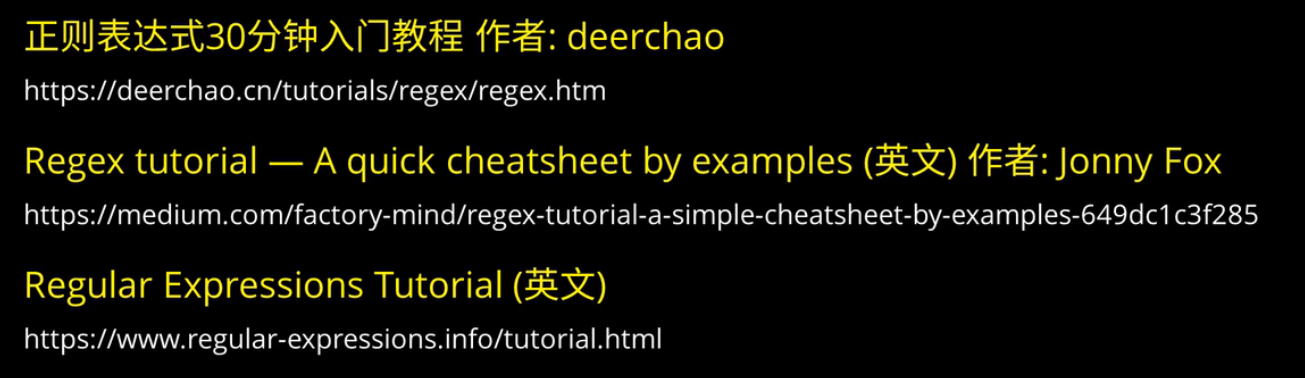 正则表达式30分钟入门教程 作者: deerchao
https://deerchao.cn/tutorials/regex/regex.htm
Regex tutorial — A quick cheatsheet by examples (英文) 作者: Jonny Fox
https://medium.com/factory-mind/regex-tutorial-a-simple-cheatsheet-by-examples-649dc1c3f285
Regular Expressions Tutorial (英文)
https://www.regular-expressions.info/tutorial.html